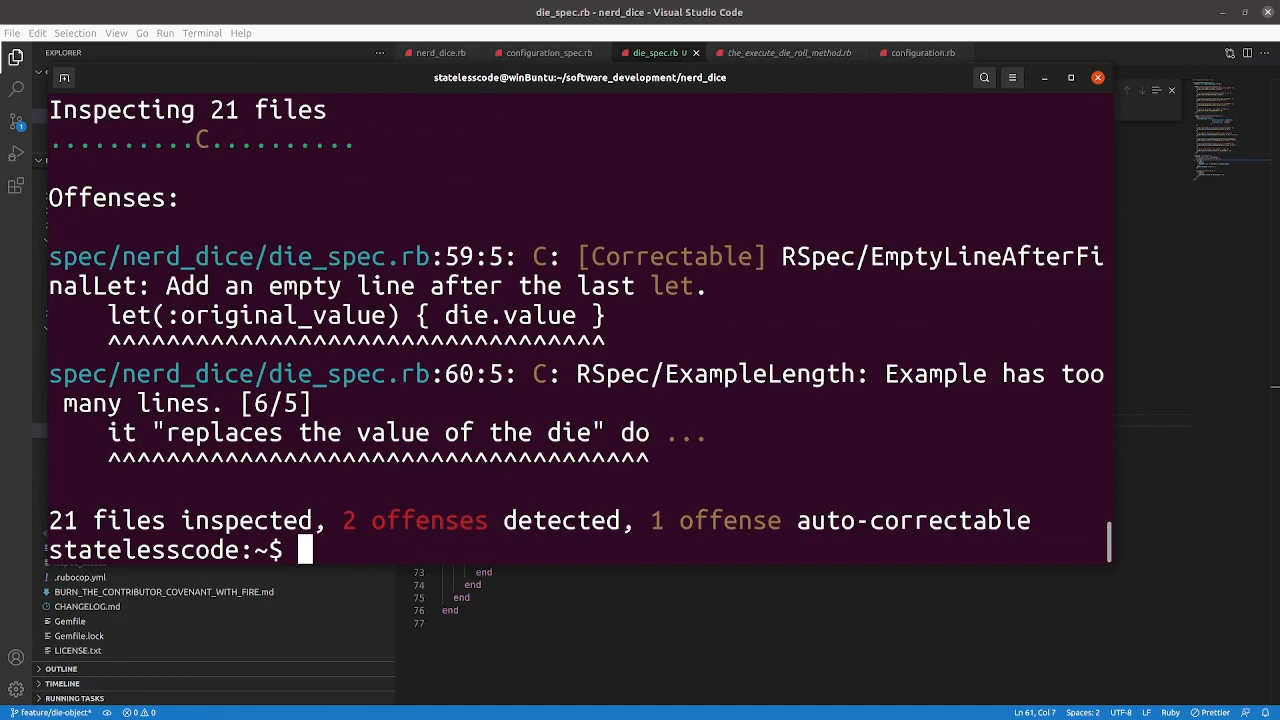 die_spec.rb - nerd_dice - Visual Studio Code
File Edit Selection View Go Run Terminal Help
EXPLORER
nerd_dice.rb
configuration_spec.rb
die_spec.rb U
the_execute_die_roll_method.rb
configuration.rb
statelesscode@winBuntu:~/software_development/nerd_dice
Inspecting 21 files
..........C..........
Offenses:
spec/nerd_dice/die_spec.rb:59:5: C: [Correctable] RSpec/EmptyLineAfterFi
nalLet: Add an empty line after the last let.
let(:original_value) { die.value }
^^^^^^^^^^^^^^^^^^^^^^^^^^^^^^^^^^
spec/nerd_dice/die_spec.rb:60:5: C: RSpec/ExampleLength: Example has too
many lines. [6/5]
it "replaces the value of the die" do ...
^^^^^^^^^^^^^^^^^^^^^^^^^^^^^^^^^^^^^
21 files inspected, 2 offenses detected, 1 offense auto-correctable
statelesscode:~$
.rubocop.yml
BURN_THE_CONTRIBUTOR_COVENANT_WITH_FIRE.md
CHANGELOG.md
Gemfile
Gemfile.lock
LICENSE.txt
OUTLINE
TIMELINE
RUNNING TASKS
73 end
74 end
75 end
76 end
77
1
feature/die-object* 0 0
Ln 61, Col 7 Spaces: 2 UTF-8 LF Ruby Prettier